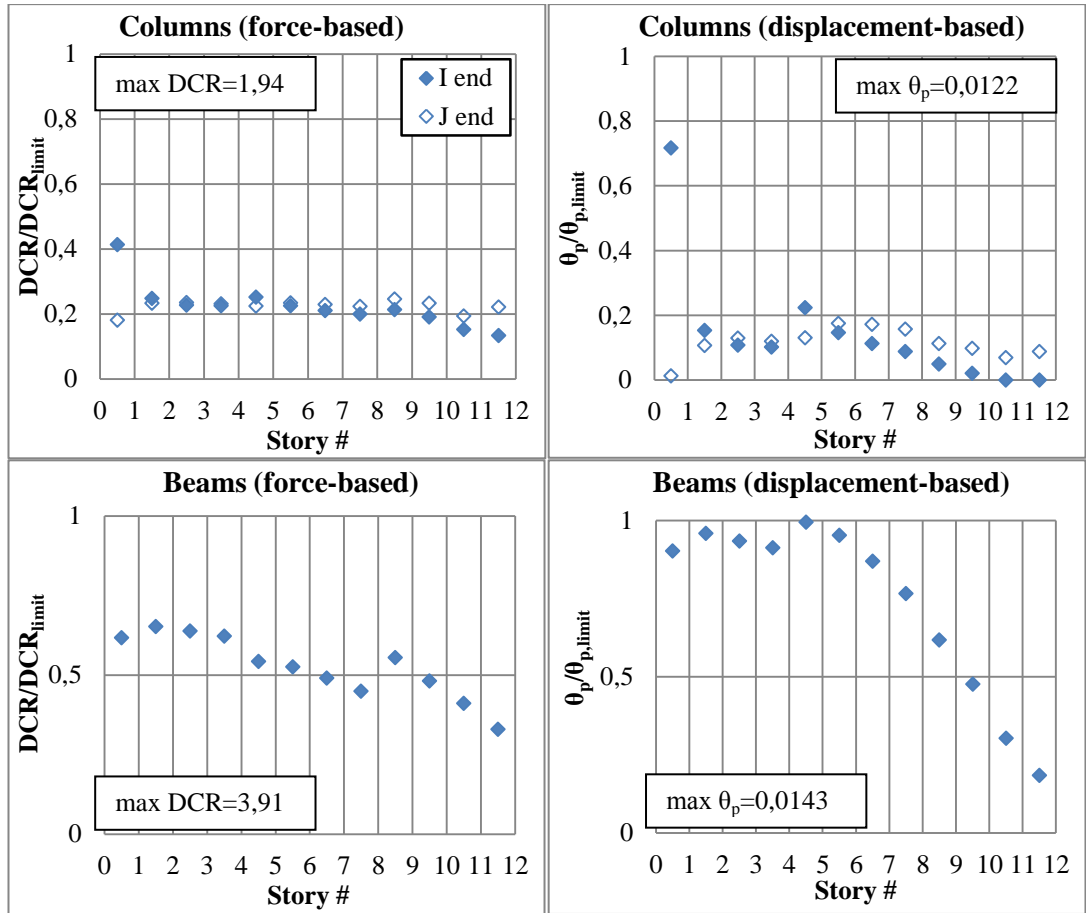 Columns (force-based)
max DCR=1,94
I end
J end
DCR/DCRlimit
1
0,8
0,6
0,4
0,2
0
0 1 2 3 4 5 6 7 8 9 10 11 12
Story #
Columns (displacement-based)
max θp=0,0122
θp/θp,limit
1
0,8
0,6
0,4
0,2
0
0 1 2 3 4 5 6 7 8 9 10 11 12
Story #
Beams (force-based)
DCR/DCRlimit
1
0,5
0
max DCR=3,91
0 1 2 3 4 5 6 7 8 9 10 11 12
Story #
Beams (displacement-based)
θp/θp,limit
1
0,5
0
max θp=0,0143
0 1 2 3 4 5 6 7 8 9 10 11 12
Story #